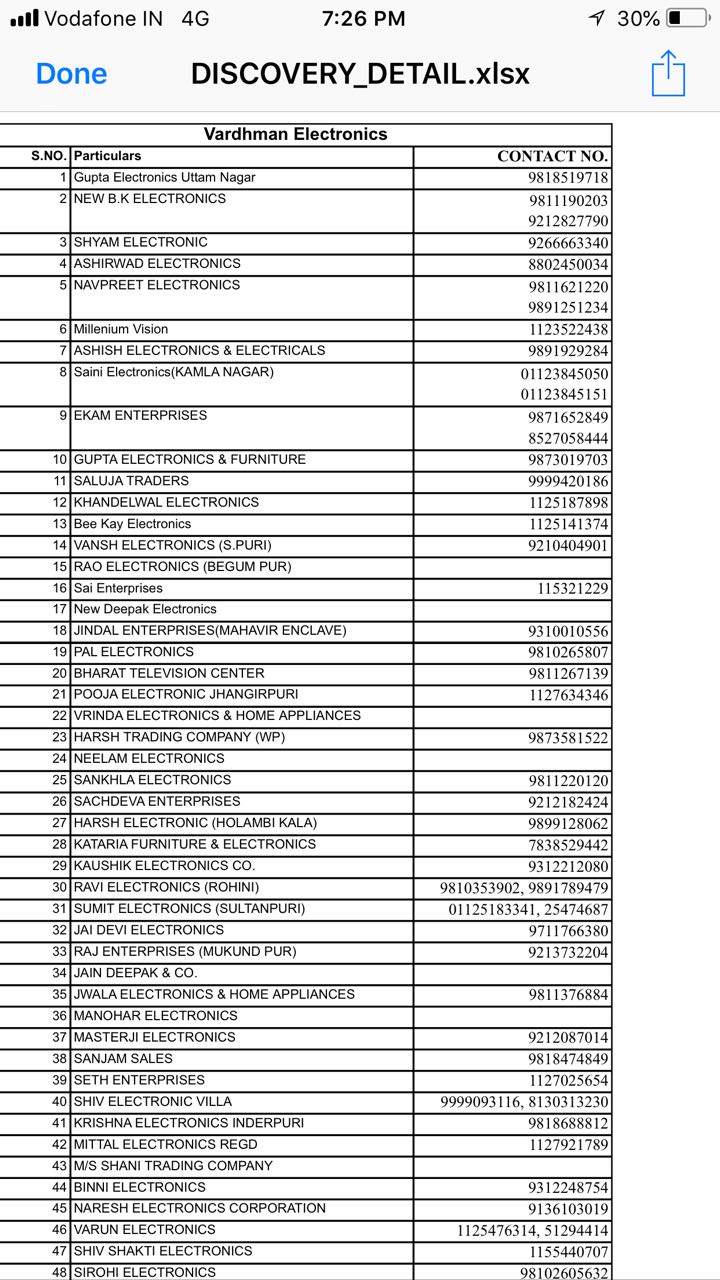 Vodafone IN 4G 7:26 PM 30%
Done DISCOVERY_DETAIL.xlsx
Vardhman Electronics
S.NO. Particulars CONTACT NO.
1 Gupta Electronics Uttam Nagar 9818519718
2 NEW B.K ELECTRONICS 9811190203
9212827790
3 SHYAM ELECTRONIC 9266663340
4 ASHIRWAD ELECTRONICS 8802450034
5 NAVPREET ELECTRONICS 9811621220
9891251234
6 Millenium Vision 1123522438
7 ASHISH ELECTRONICS & ELECTRICALS 9891929284
8 Saini Electronics(KAMLA NAGAR) 01123845050
01123845151
9 EKAM ENTERPRISES 9871652849
8527058444
10 GUPTA ELECTRONICS & FURNITURE 9873019703
11 SALUJA TRADERS 9999420186
12 KHANDELWAL ELECTRONICS 1125187898
13 Bee Kay Electronics 1125141374
14 VANSH ELECTRONICS (S.PURI) 9210404901
15 RAO ELECTRONICS (BEGUM PUR)
16 Sai Enterprises 115321229
17 New Deepak Electronics
18 JINDAL ENTERPRISES(MAHAVIR ENCLAVE) 9310010556
19 PAL ELECTRONICS 9810265807
20 BHARAT TELEVISION CENTER 9811267139
21 POOJA ELECTRONIC JHANGIRPURI 1127634346
22 VRINDA ELECTRONICS & HOME APPLIANCES
23 HARSH TRADING COMPANY (WP) 9873581522
24 NEELAM ELECTRONICS
25 SANKHLA ELECTRONICS 9811220120
26 SACHDEVA ENTERPRISES 9212182424
27 HARSH ELECTRONIC (HOLAMBI KALA) 9899128062
28 KATARIA FURNITURE & ELECTRONICS 7838529442
29 KAUSHIK ELECTRONICS CO. 9312212080
30 RAVI ELECTRONICS (ROHINI) 9810353902, 9891789479
31 SUMIT ELECTRONICS (SULTANPURI) 01125183341, 25474687
32 JAI DEVI ELECTRONICS 9711766380
33 RAJ ENTERPRISES (MUKUND PUR) 9213732204
34 JAIN DEEPAK & CO.
35 JWALA ELECTRONICS & HOME APPLIANCES 9811376884
36 MANOHAR ELECTRONICS
37 MASTERJI ELECTRONICS 9212087014
38 SANJAM SALES 9818474849
39 SETH ENTERPRISES 1127025654
40 SHIV ELECTRONIC VILLA 9999093116, 8130313230
41 KRISHNA ELECTRONICS INDERPURI 9818688812
42 MITTAL ELECTRONICS REGD 1127921789
43 M/S SHANI TRADING COMPANY
44 BINNI ELECTRONICS 9312248754
45 NARESH ELECTRONICS CORPORATION 9136103019
46 VARUN ELECTRONICS 1125476314, 51294414
47 SHIV SHAKTI ELECTRONICS 1155440707
48 SIROHI ELECTRONICS 98102605632